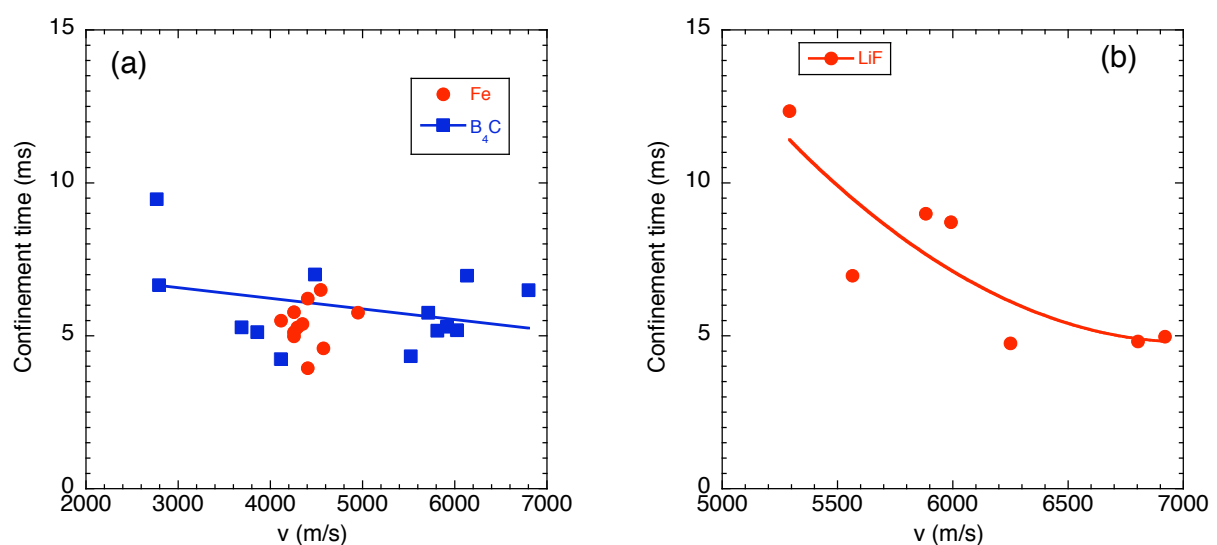 (a)
Fe
B₄C
15
10
5
0
2000 3000 4000 5000 6000 7000
Confinement time (ms)
v (m/s)
(b)
LiF
15
10
5
0
5000 5500 6000 6500 7000
Confinement time (ms)
v (m/s)